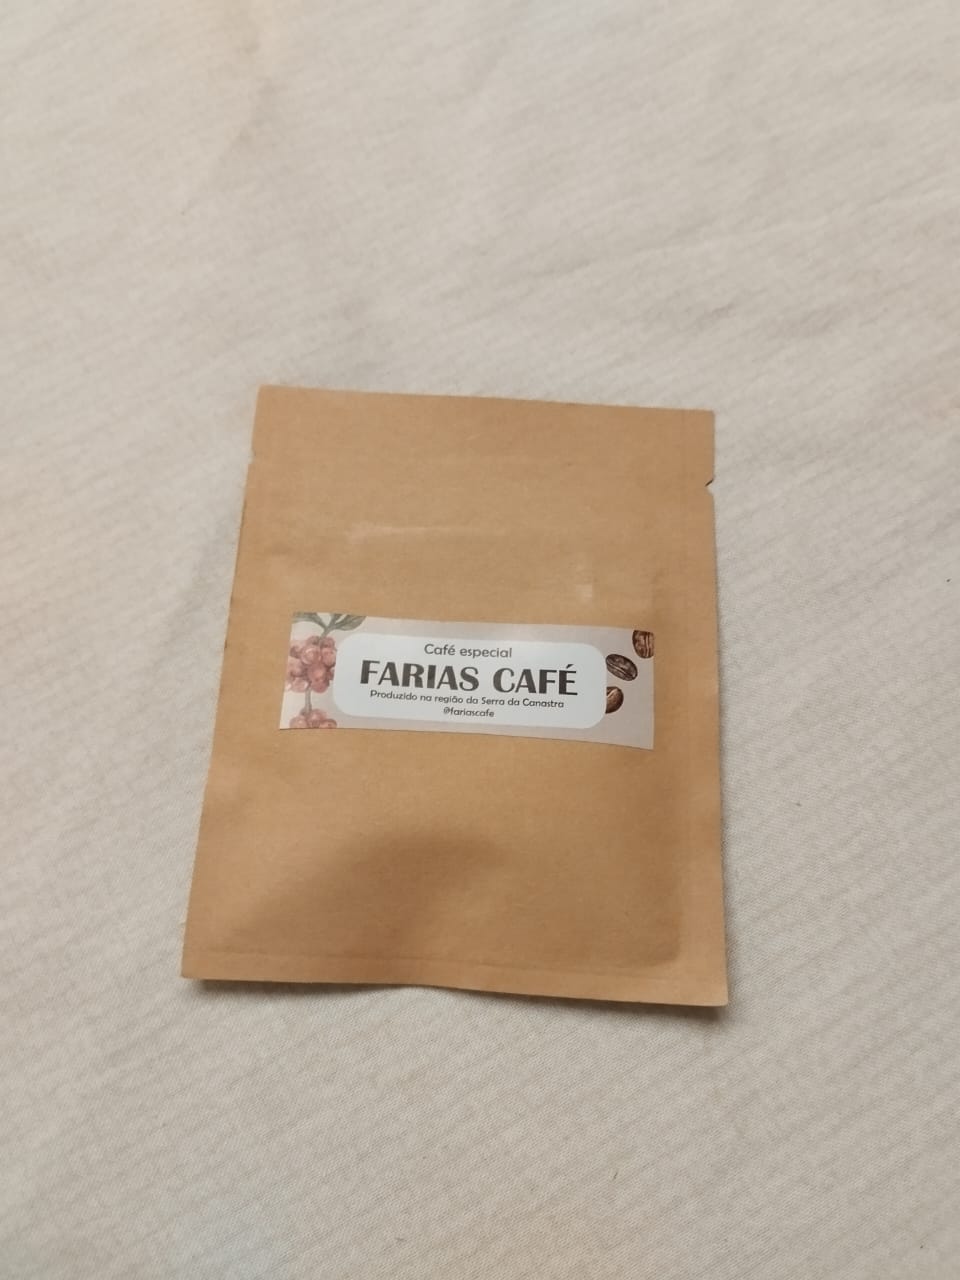 Café especial
FARIAS CAFÉ
Produzido na região da Serra da Canastra
@fariascafe